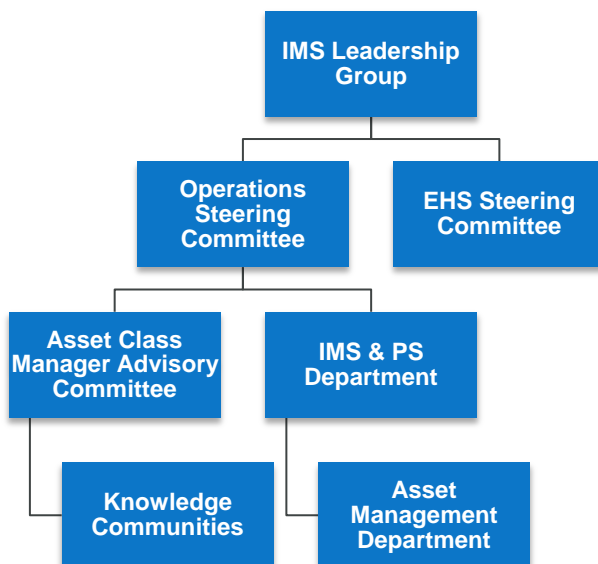 IMS Leadership
Group
Operations
Steering
Committee
EHS Steering
Committee
Asset Class
Manager Advisory
Committee
IMS & PS
Department
Knowledge
Communities
Asset
Management
Department